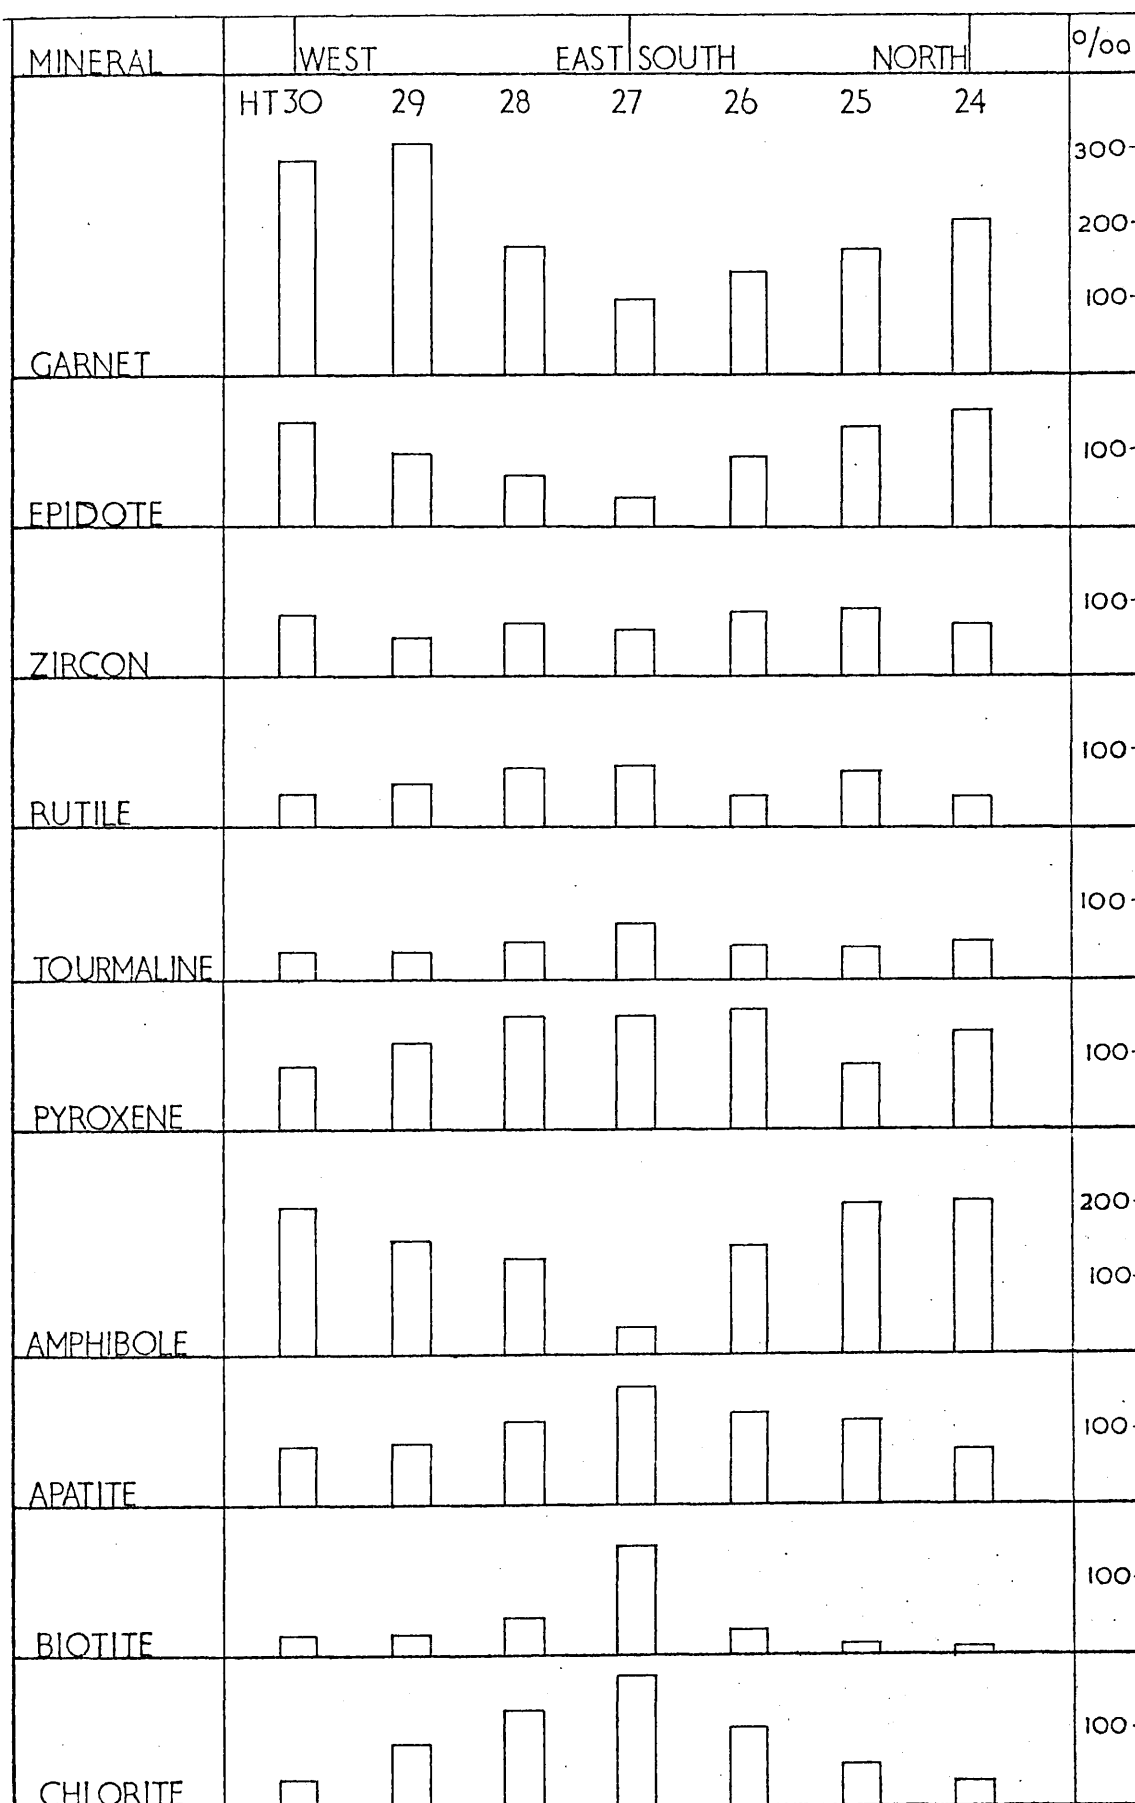 MINERAL WEST EAST SOUTH NORTH º/oo
HT30 29 28 27 26 25 24
300
200
100
GARNET
100
EPIDOTE
100
ZIRCON
100
RUTILE
100
TOURMALINE
100
PYROXENE
200
100
AMPHIBOLE
100
APATITE
100
BIOTITE
100
CHLORITE